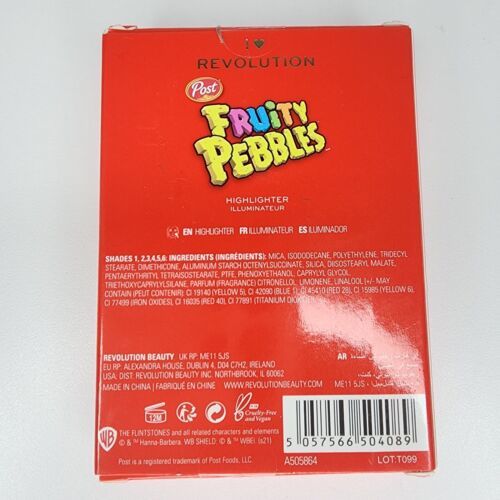 I ♥
REVOLUTION
Post
FRUITY
PEBBLES
HIGHLIGHTER
ILLUMINATEUR
EN HIGHLIGHTER FR ILLUMINATEUR ES ILUMINADOR
SHADES 1, 2,3,4,5,6: INGREDIENTS (INGRÉDIENTS): MICA, ISODODECANE, POLYETHYLENE, TRIDECYL
STEARATE, DIMETHICONE, ALUMINUM STARCH OCTENYLSUCCINATE, SILICA, DIISOSTEARYL MALATE,
PENTAERYTHRITYL TETRAISOSTEARATE, PTFE, PHENOXYETHANOL, CAPRYLYL GLYCOL,
TRIETHOXYCAPRYLYLSILANE, PARFUM (FRAGRANCE) CITRONELLOL, LIMONENE, LINALOOL [+/- MAY
CONTAIN (PEUT CONTENIR): CI 19140 (YELLOW 5), CI 42090 (BLUE 1), CI 45410 (RED 28), CI 15985 (YELLOW 6),
CI 77499 (IRON OXIDES), CI 16035 (RED 40), CI 77891 (TITANIUM DIOXIDE)
REVOLUTION BEAUTY UK RP: ME11 5JS
EU RP: ALEXANDRA HOUSE, DUBLIN 4, D04 C7H2, IRELAND
USA: DIST. REVOLUTION BEAUTY INC. NORTHBROOK, IL 60062
MADE IN CHINA | FABRIQUÉ EN CHINE WWW.REVOLUTIONBEAUTY.COM
AR
ME11 5JS
12M
Cruelty-Free
and Vegan
WB
THE FLINTSTONES and all related characters and elements
© & ™ Hanna-Barbera. WB SHIELD: © & ™ WBEI. (s21)
5 057566 504089
Post is a registered trademark of Post Foods, LLC.
A505864
LOT:T099